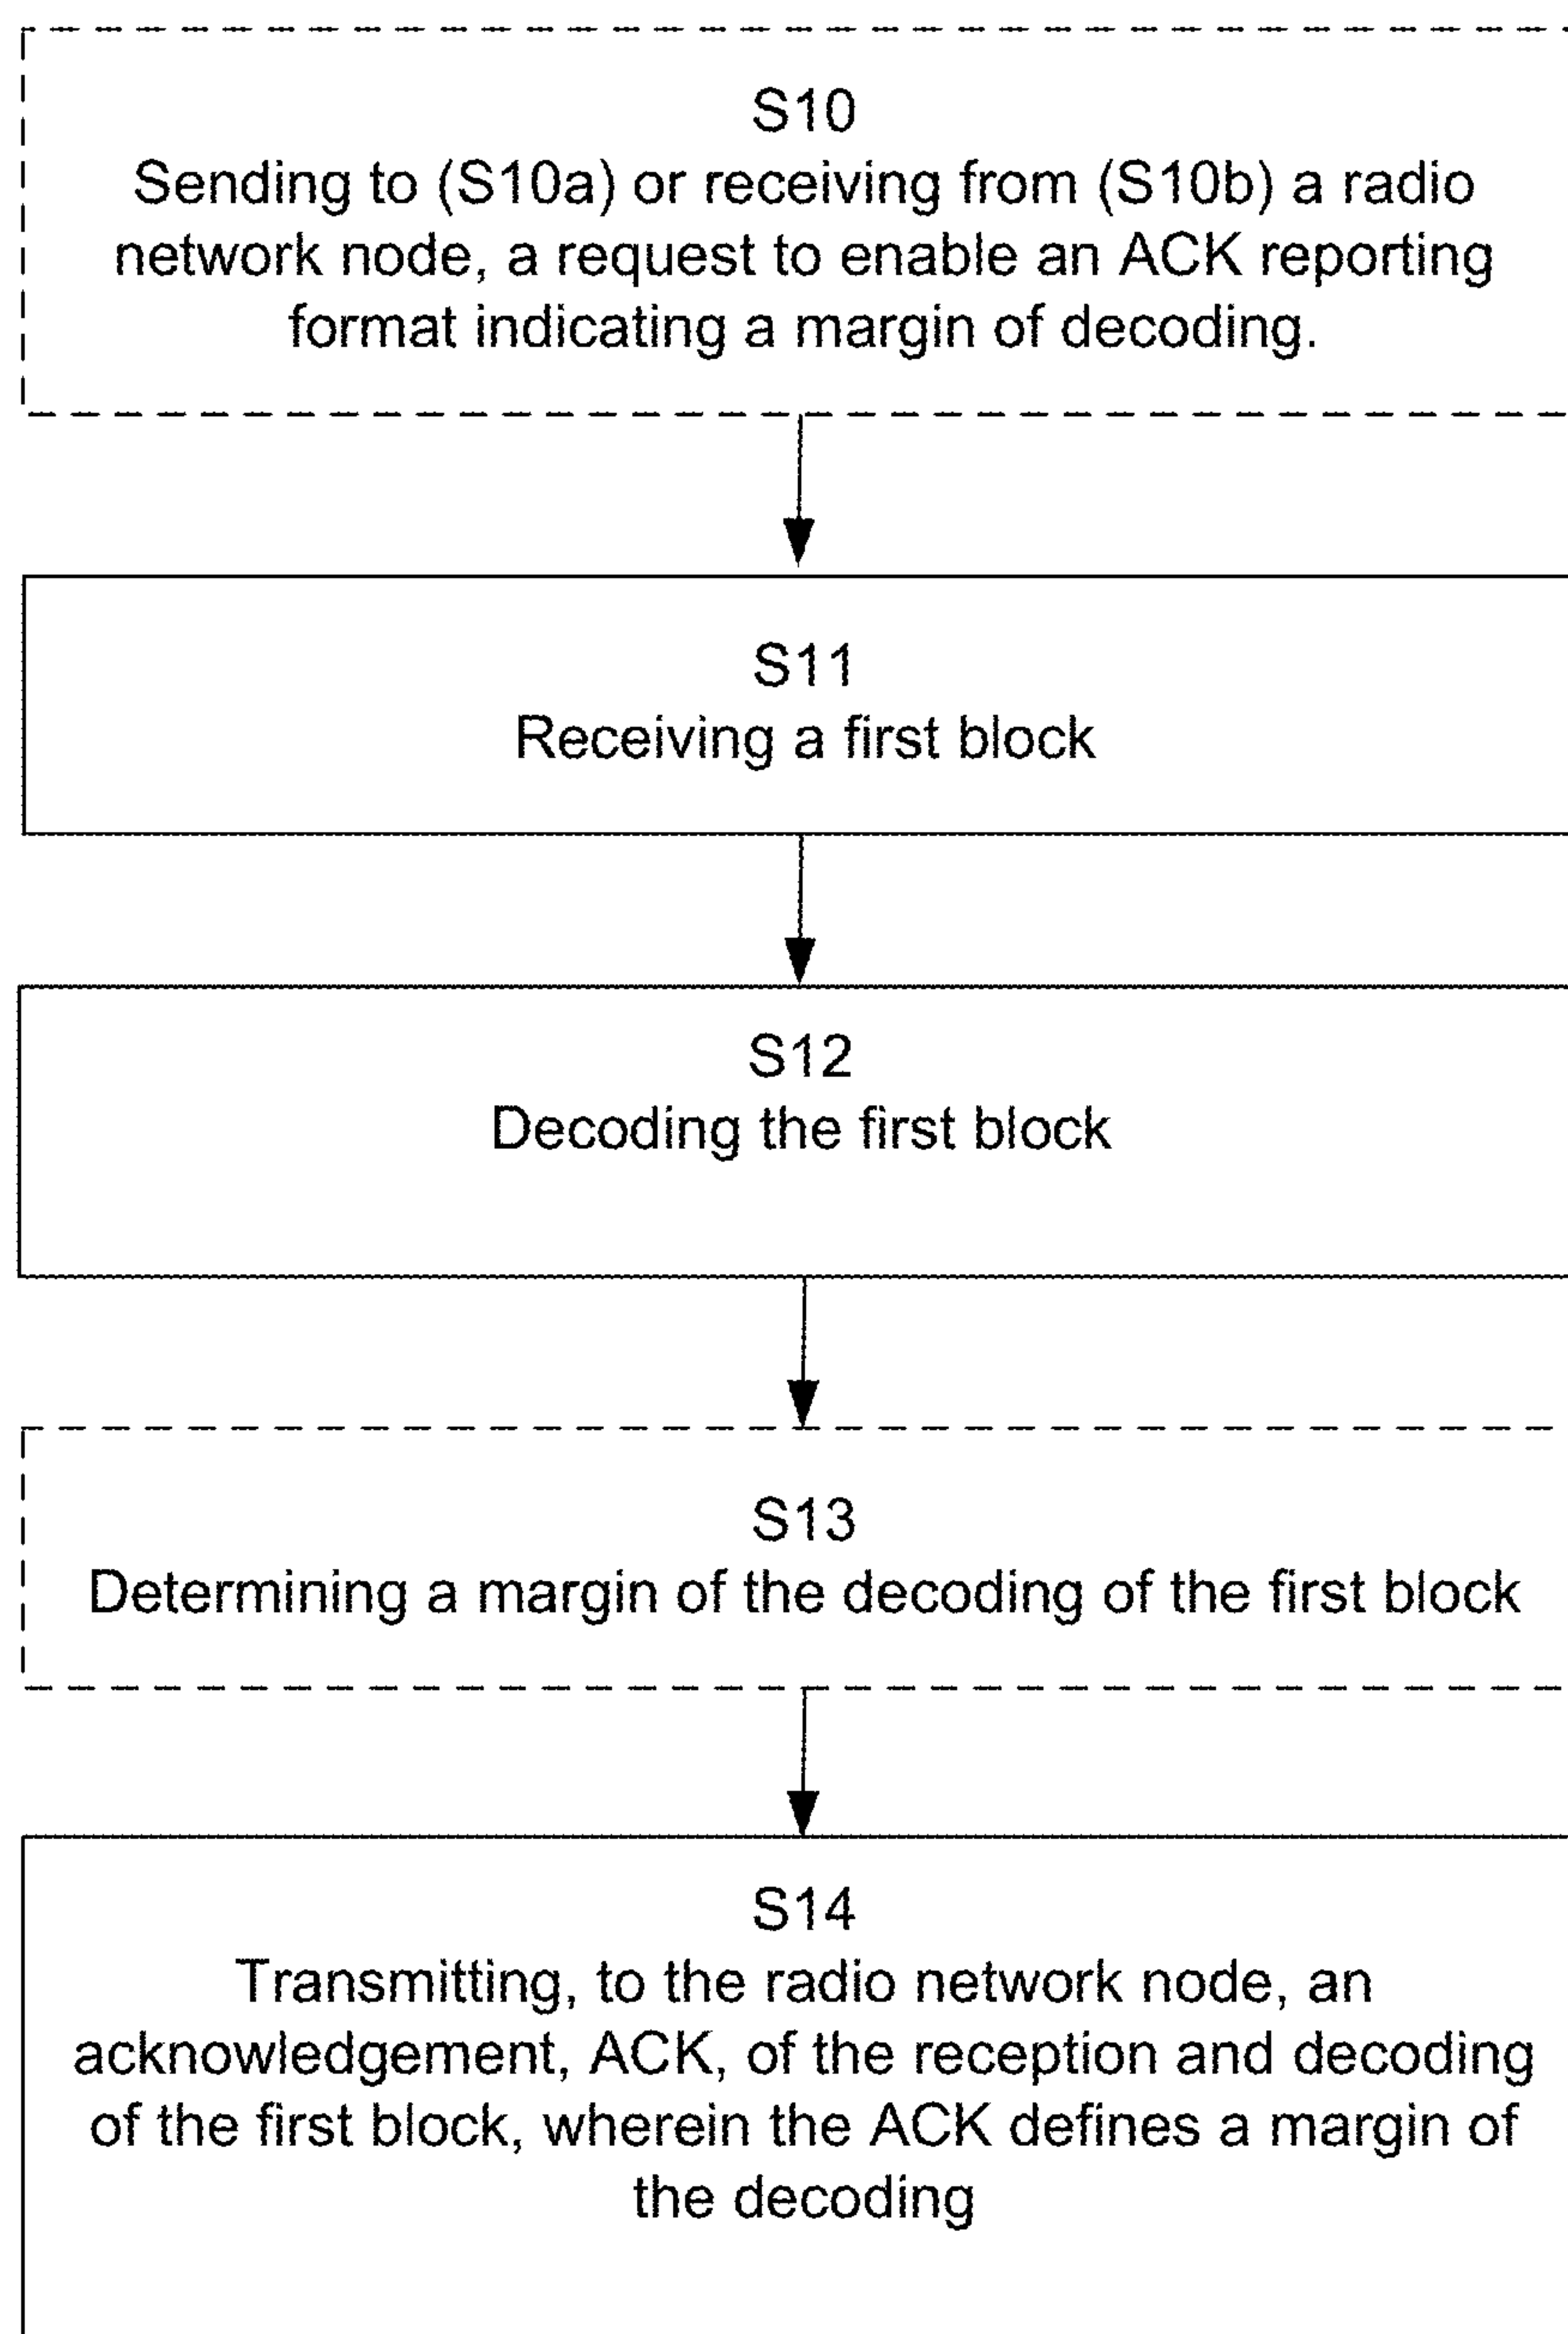 S10
Sending to (S10a) or receiving from (S10b) a radio
network node, a request to enable an ACK reporting
format indicating a margin of decoding.
S11
Receiving a first block
S12
Decoding the first block
S13
Determining a margin of the decoding of the first block
S14
Transmitting, to the radio network node, an
acknowledgement, ACK, of the reception and decoding
of the first block, wherein the ACK defines a margin of
the decoding